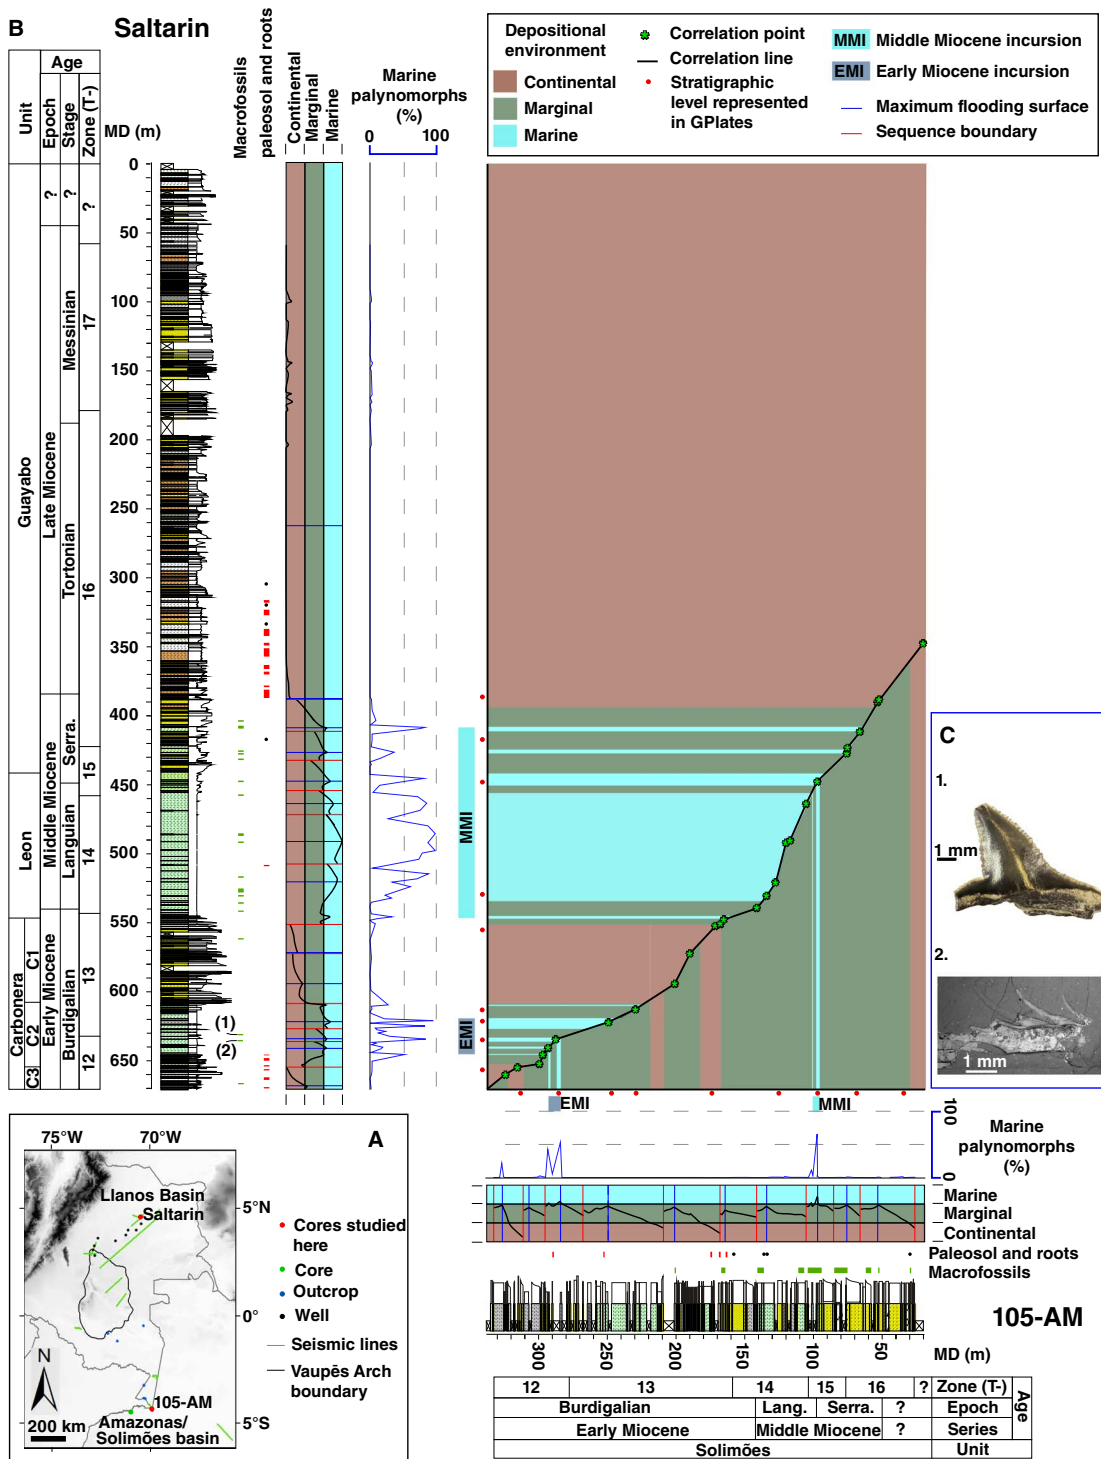 B
Saltarin
Unit
Age
Epoch
Stage
Zone (T-)
MD (m)
Macrofossils
paleosol and roots
Continental
Marginal
Marine
Marine
palynomorphs
(%)
0
100
Depositional
environment
Continental
Marginal
Marine
Correlation point
Correlation line
Stratigraphic
level represented
in GPlates
MMI
Middle Miocene incursion
EMI
Early Miocene incursion
Maximum flooding surface
Sequence boundary
0
50
100
150
200
250
300
350
400
450
500
550
600
650
Guayabo
Leon
Carbonera
C1
C2
C3
?
Late Miocene
Middle Miocene
Early Miocene
?
Messinian
Tortonian
Serra.
Languian
Burdigalian
?
17
16
15
14
13
12
(1)
(2)
MMI
EMI
EMI
MMI
C
1.
1 mm
2.
1 mm
100
0
Marine
palynomorphs
(%)
Marine
Marginal
Continental
Paleosol and roots
Macrofossils
105-AM
300
250
200
150
100
50
MD (m)
12
13
14
15
16
?
Zone (T-)
Burdigalian
Lang.
Serra.
?
Epoch
Early Miocene
Middle Miocene
?
Series
Solimões
Unit
Age
A
75°W
70°W
5°N
0°
5°S
Llanos Basin
Saltarin
105-AM
Amazonas/
Solimões basin
N
200 km
Cores studied
here
Core
Outcrop
Well
Seismic lines
Vaupēs Arch
boundary